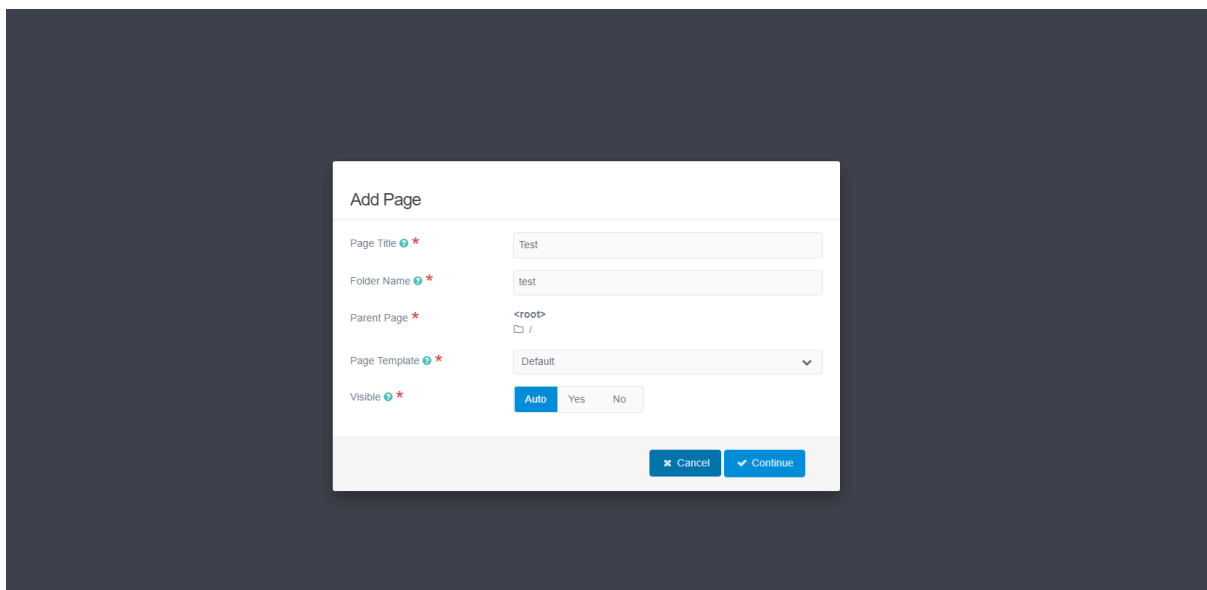 Add Page
Page Title *
Test
Folder Name *
test
Parent Page *
<root>
/
Page Template *
Default
Visible *
Auto Yes No
Cancel Continue